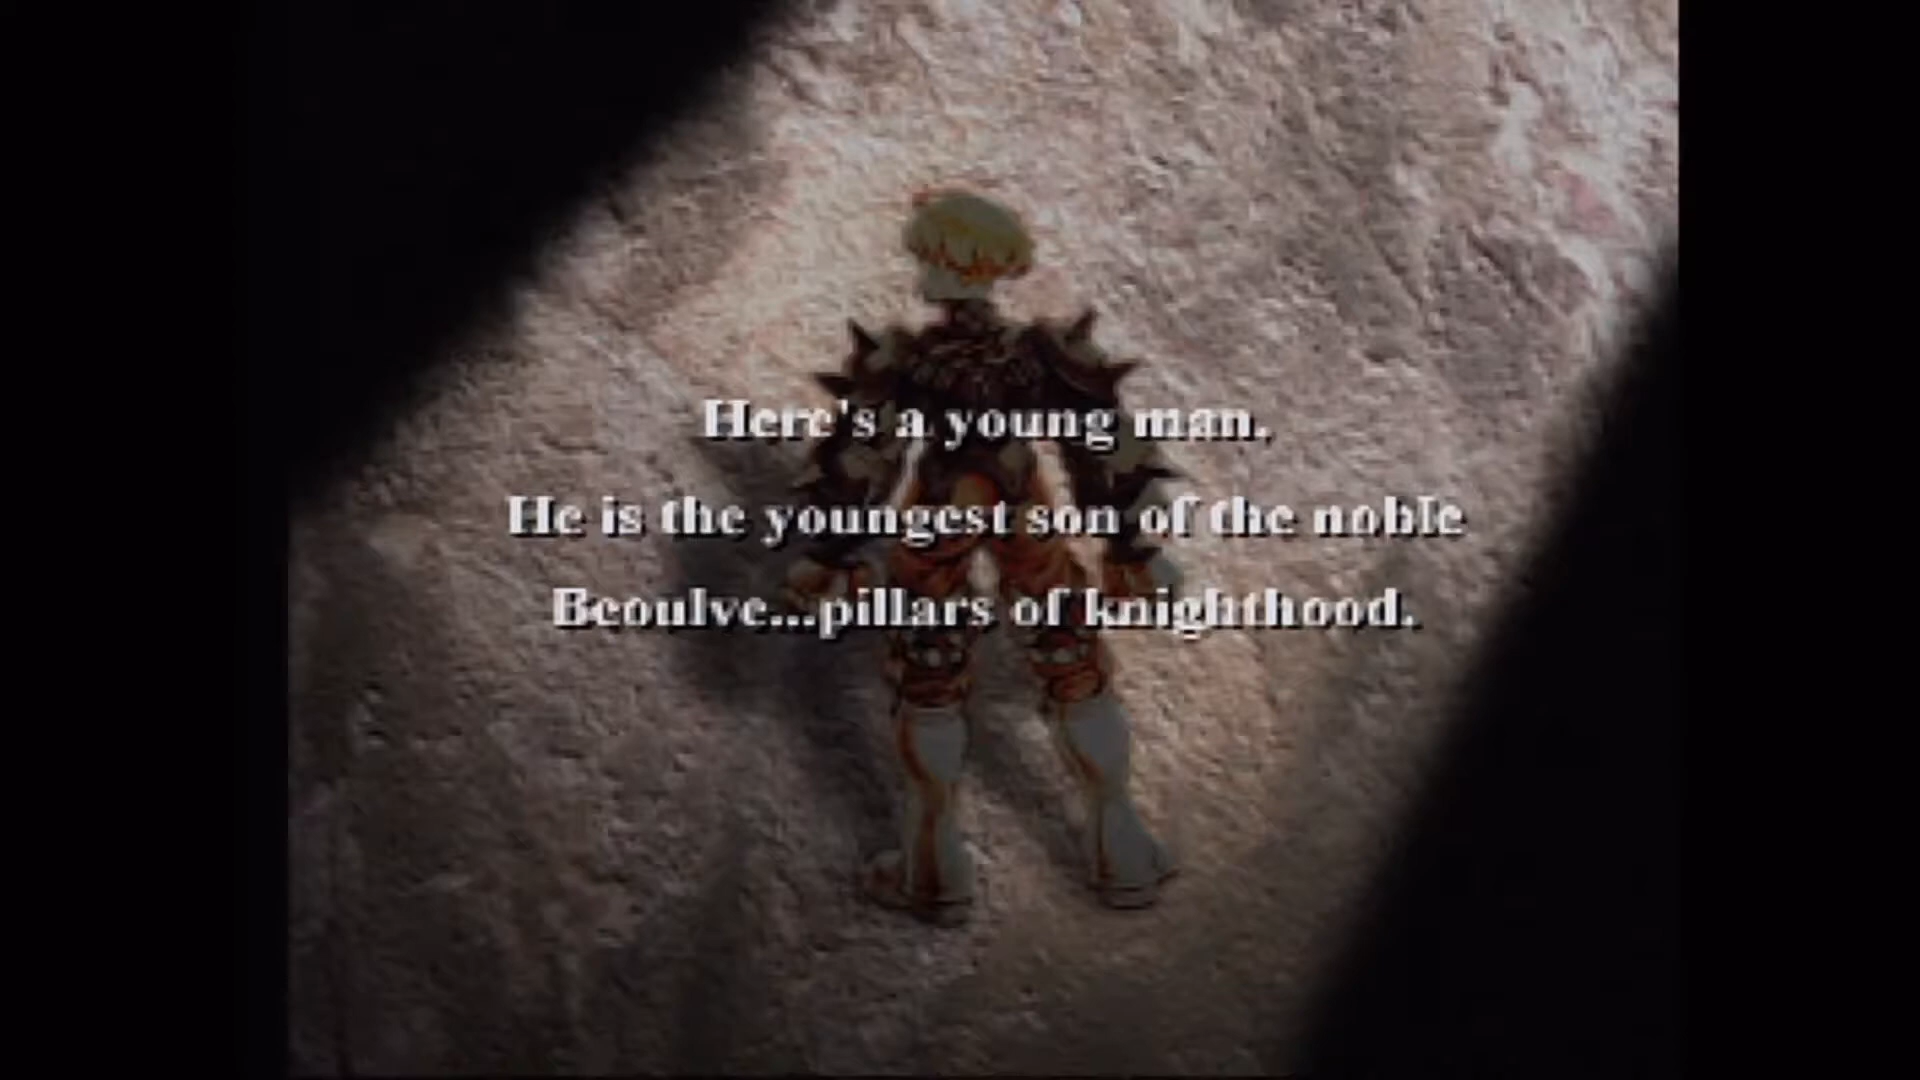 Here's a young man.
He is the youngest son of the noble
Beoulve...pillars of knighthood.